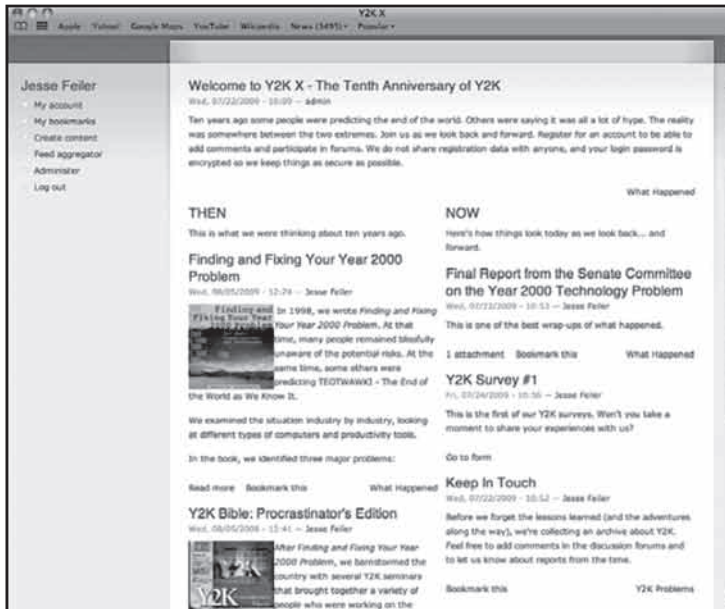 Y2K X
Apple Yahoo! Google Maps YouTube Wikipedia News (3495) Popular
Jesse Feiler
My account
My bookmarks
Create content
Feed aggregator
Administer
Log out
Welcome to Y2K X - The Tenth Anniversary of Y2K
Wed, 07/22/2009 - 10:09 — admin
Ten years ago some people were predicting the end of the world. Others were saying it was all a lot of hype. The reality
was somewhere between the two extremes. Join us as we look back and forward. Register for an account to be able to
add comments and participate in forums. We do not share registration data with anyone, and your login password is
encrypted so we keep things as secure as possible.
What Happened
THEN
This is what we were thinking about ten years ago.
Finding and Fixing Your Year 2000
Problem
Wed, 08/05/2009 - 12:24 — Jesse Feiler
Finding and
Fixing Your Year
2000 Problem
In 1998, we wrote Finding and Fixing
Your Year 2000 Problem. At that
time, many people remained blissfully
unaware of the potential risks. At the
same time, some others were
predicting TEOTWAWKI - The End of
the World as We Know It.
We examined the situation industry by industry, looking
at different types of computers and productivity tools.
In the book, we identified three major problems:
Read more Bookmark this What Happened
Y2K Bible: Procrastinator's Edition
Wed, 08/05/2009 - 12:41 — Jesse Feiler
Y2K
Y2K
After Finding and Fixing Your Year
2000 Problem, we barnstormed the
country with several Y2K seminars
that brought together a variety of
people who were working on the
NOW
Here's how things look today as we look back... and
forward.
Final Report from the Senate Committee
on the Year 2000 Technology Problem
Wed, 07/22/2009 - 10:53 — Jesse Feiler
This is one of the best wrap-ups of what happened.
1 attachment Bookmark this What Happened
Y2K Survey #1
Fri, 07/24/2009 - 10:56 — Jesse Feiler
This is the first of our Y2K surveys. Won't you take a
moment to share your experiences with us?
Go to form
Keep In Touch
Wed, 07/22/2009 - 10:52 — Jesse Feiler
Before we forget the lessons learned (and the adventures
along the way), we're collecting an archive about Y2K.
Feel free to add comments in the discussion forums and
to let us know about reports from the time.
Bookmark this Y2K Problems